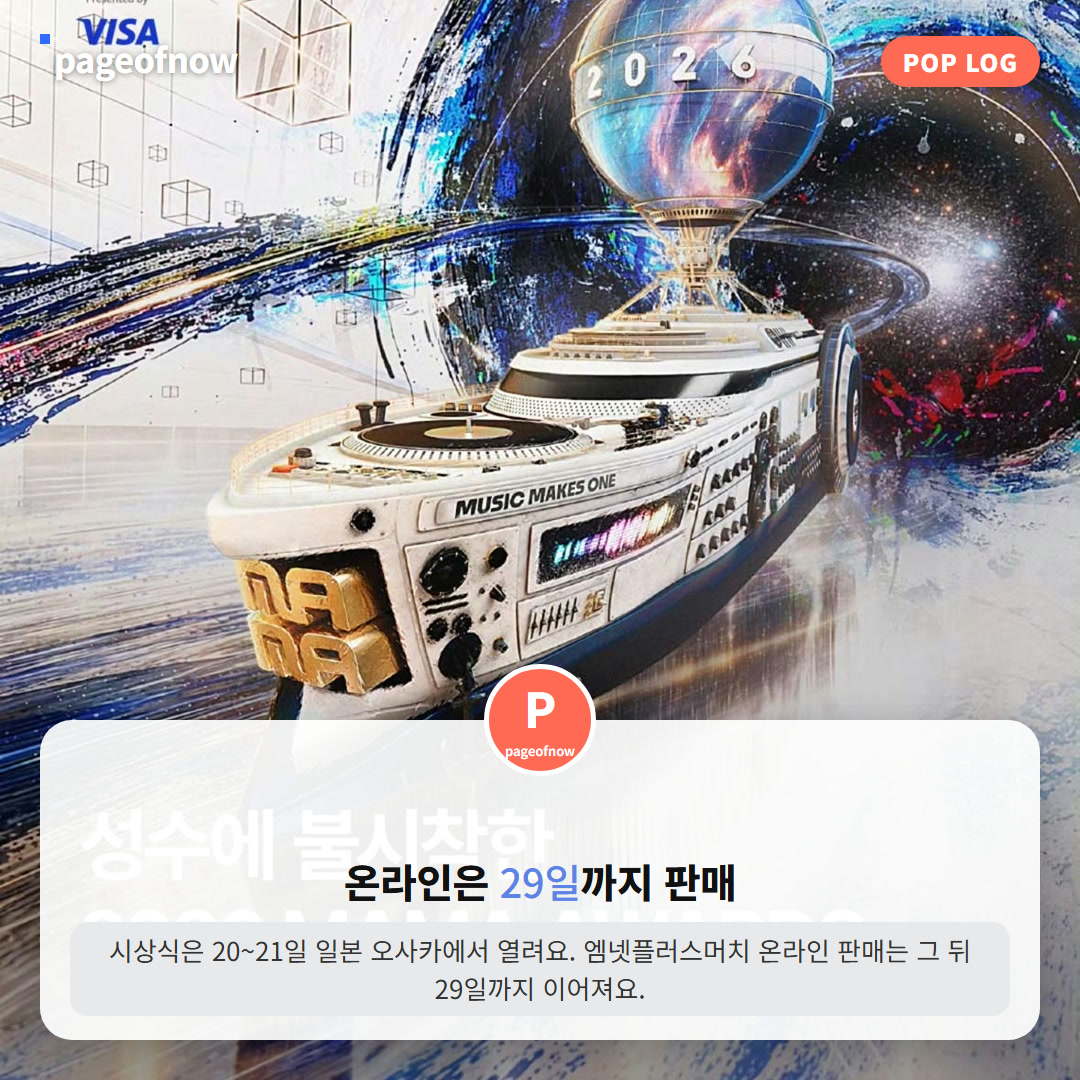 Presented by
VISA
pageofnow
POP LOG
2026
MUSIC MAKES ONE
MA
MA
P
pageofnow
성수에 불시착한
온라인은 29일까지 판매
시상식은 20~21일 일본 오사카에서 열려요. 엠넷플러스머치 온라인 판매는 그 뒤
29일까지 이어져요.